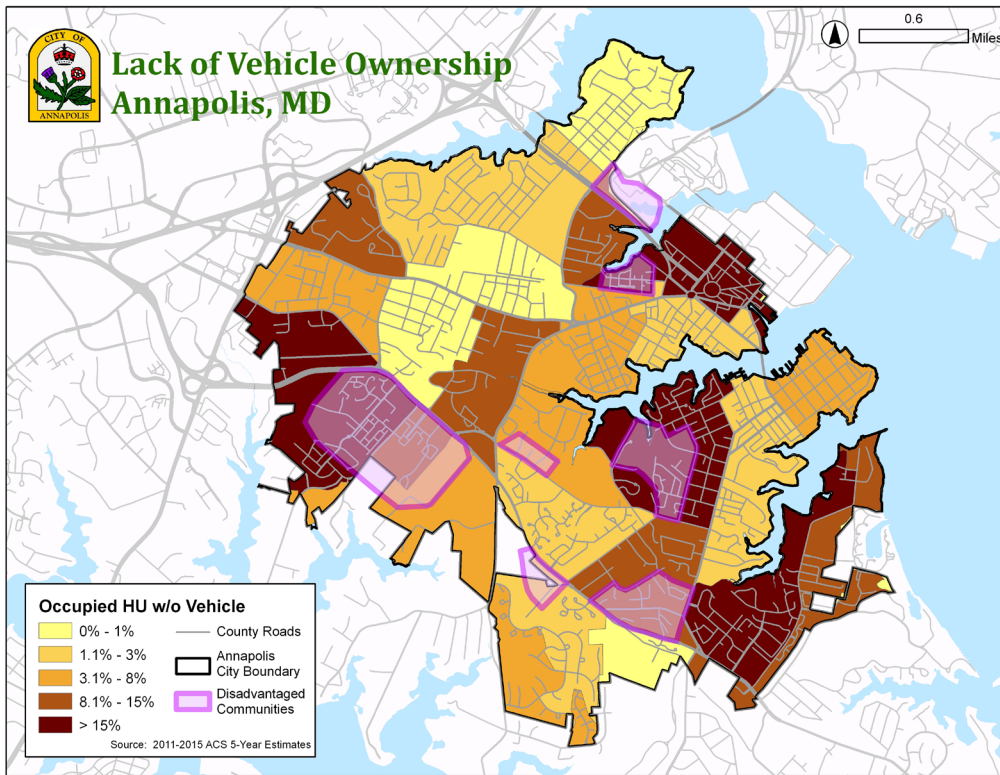 CITY OF
ANNAPOLIS
Lack of Vehicle Ownership
Annapolis, MD
0.6
Miles
Occupied HU w/o Vehicle
0% - 1%
1.1% - 3%
3.1% - 8%
8.1% - 15%
> 15%
County Roads
Annapolis
City Boundary
Disadvantaged
Communities
Source: 2011-2015 ACS 5-Year Estimates